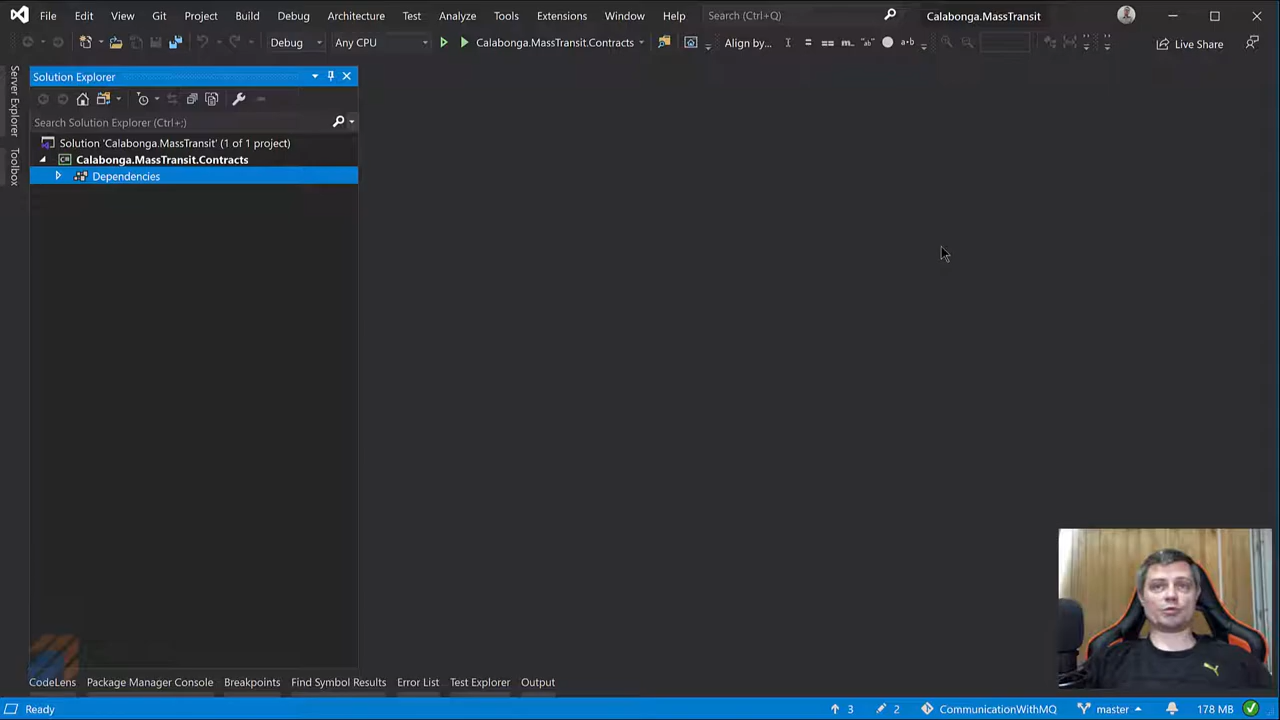 File Edit View Git Project Build Debug Architecture Test Analyze Tools Extensions Window Help Search (Ctrl+Q) Calabonga.MassTransit
Debug Any CPU Calabonga.MassTransit.Contracts Align by... Live Share
Server Explorer
Toolbox
Solution Explorer
Search Solution Explorer (Ctrl+;)
Solution 'Calabonga.MassTransit' (1 of 1 project)
C# Calabonga.MassTransit.Contracts
Dependencies
CodeLens Package Manager Console Breakpoints Find Symbol Results Error List Test Explorer Output
Ready 3 2 CommunicationWithMQ master 178 MB